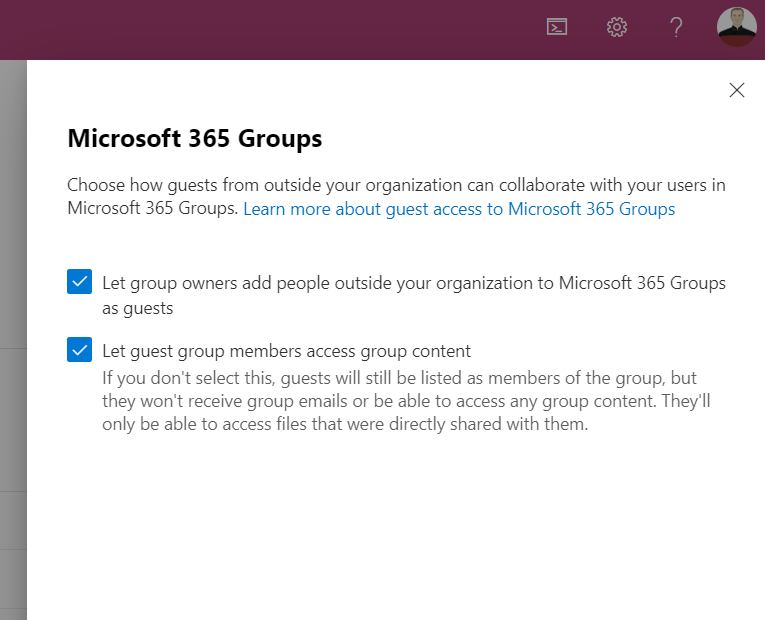 Microsoft 365 Groups
Choose how guests from outside your organization can collaborate with your users in
Microsoft 365 Groups. Learn more about guest access to Microsoft 365 Groups
Let group owners add people outside your organization to Microsoft 365 Groups
as guests
Let guest group members access group content
If you don't select this, guests will still be listed as members of the group, but
they won't receive group emails or be able to access any group content. They'll
only be able to access files that were directly shared with them.